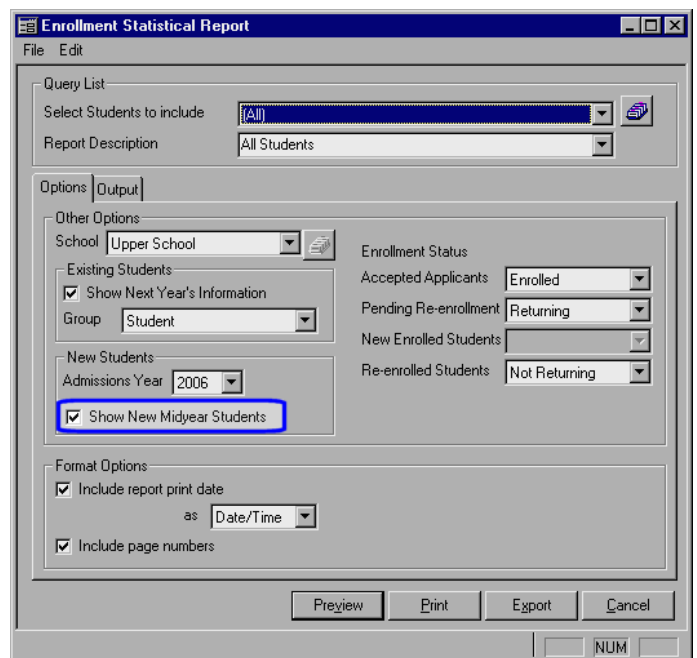 Enrollment Statistical Report
File Edit
Query List
Select Students to include (All)
Report Description All Students
Options Output
Other Options
School Upper School
Existing Students
Show Next Year's Information
Group Student
New Students
Admissions Year 2006
Show New Midyear Students
Enrollment Status
Accepted Applicants Enrolled
Pending Re-enrollment Returning
New Enrolled Students
Re-enrolled Students Not Returning
Format Options
Include report print date
as Date/Time
Include page numbers
Preview Print Export Cancel
NUM